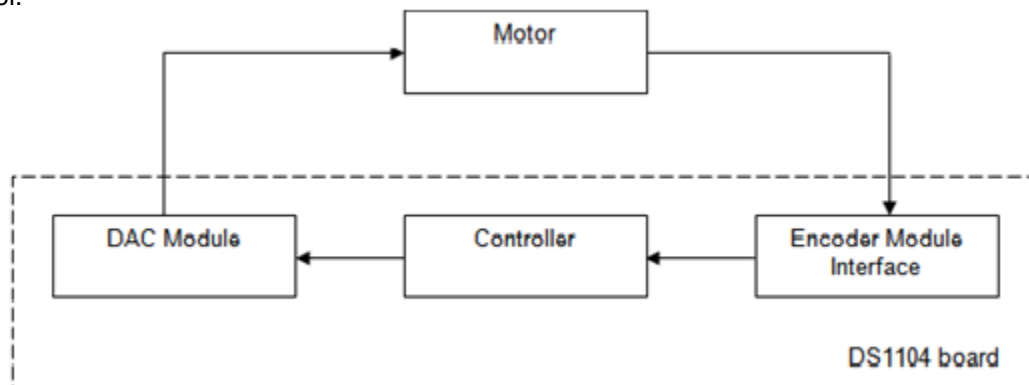 Motor
DAC Module
Controller
Encoder Module
Interface
DS1104 board